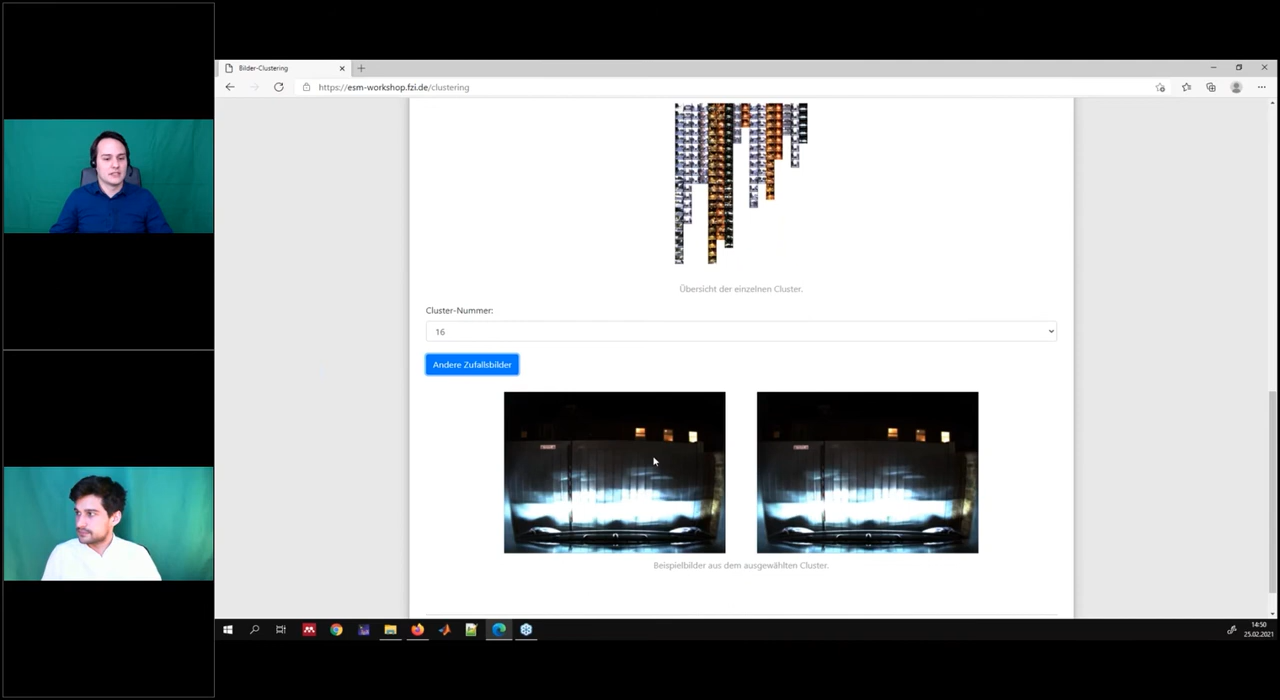 Bilder-Clustering
https://esm-workshop.fzi.de/clustering
Übersicht der einzelnen Cluster.
Cluster-Nummer:
16
Andere Zufallsbilder
Beispielbilder aus dem ausgewählten Cluster.
14:50
25.02.2021